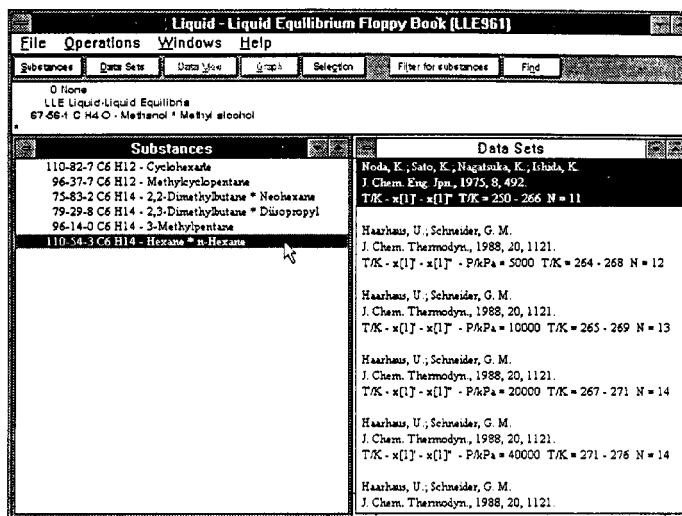 Liquid - Liquid Equilibrium Floppy Book (LLE961)
File Operations Windows Help
Substances Data Sets Data View Graph Selection Filter for substances Find
0 None
LLE Liquid-Liquid Equilibria
67-56-1 C H4 O - Methanol * Methyl alcohol
*
Substances
110-82-7 C6 H12 - Cyclohexane
96-37-7 C6 H12 - Methylcyclopentane
75-83-2 C6 H14 - 2,2-Dimethylbutane * Neohexane
79-29-8 C6 H14 - 2,3-Dimethylbutane * Diisopropyl
96-14-0 C6 H14 - 3-Methylpentane
110-54-3 C6 H14 - Hexane * n-Hexane
Data Sets
Noda, K.; Sato, K.; Nagatsuka, K.; Ishida, K.
J. Chem. Eng. Jpn., 1975, 8, 492.
T/K - x[1]' - x[1]" T/K = 250 - 266 N = 11
Haarhaus, U.; Schneider, G. M.
J. Chem. Thermodyn., 1988, 20, 1121.
T/K - x[1]' - x[1]" - P/kPa = 5000 T/K = 264 - 268 N = 12
Haarhaus, U.; Schneider, G. M.
J. Chem. Thermodyn., 1988, 20, 1121.
T/K - x[1]' - x[1]" - P/kPa = 10000 T/K = 265 - 269 N = 13
Haarhaus, U.; Schneider, G. M.
J. Chem. Thermodyn., 1988, 20, 1121.
T/K - x[1]' - x[1]" - P/kPa = 20000 T/K = 267 - 271 N = 14
Haarhaus, U.; Schneider, G. M.
J. Chem. Thermodyn., 1988, 20, 1121.
T/K - x[1]' - x[1]" - P/kPa = 40000 T/K = 271 - 276 N = 14
Haarhaus, U.; Schneider, G. M.
J. Chem. Thermodyn., 1988, 20, 1121.